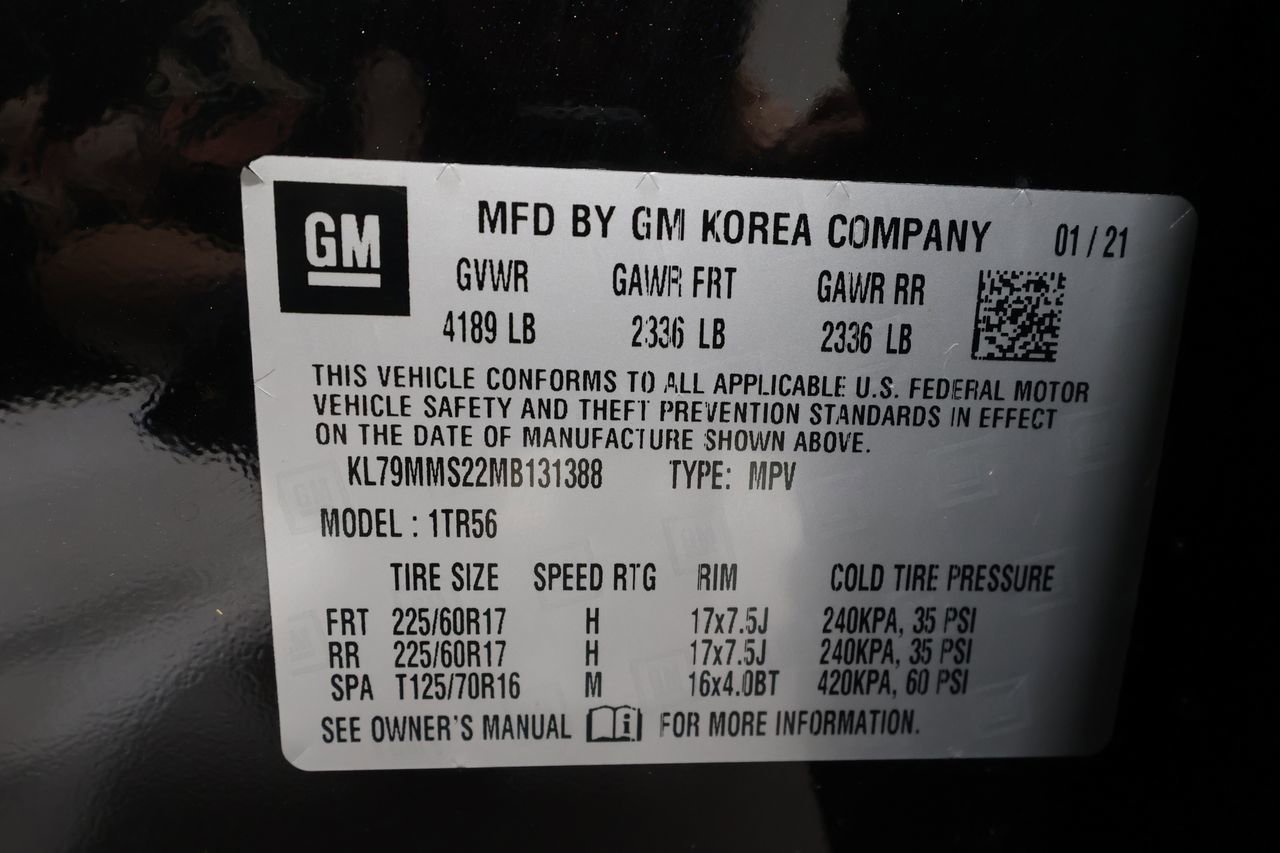 GM MFD BY GM KOREA COMPANY 01 / 21
GVWR GAWR FRT GAWR RR
4189 LB 2336 LB 2336 LB
THIS VEHICLE CONFORMS TO ALL APPLICABLE U.S. FEDERAL MOTOR
VEHICLE SAFETY AND THEFT PREVENTION STANDARDS IN EFFECT
ON THE DATE OF MANUFACTURE SHOWN ABOVE.
KL79MMS22MB131388 TYPE: MPV
MODEL : 1TR56
TIRE SIZE SPEED RTG RIM COLD TIRE PRESSURE
FRT 225/60R17 H 17x7.5J 240KPA, 35 PSI
RR 225/60R17 H 17x7.5J 240KPA, 35 PSI
SPA T125/70R16 M 16x4.0BT 420KPA, 60 PSI
SEE OWNER'S MANUAL i FOR MORE INFORMATION.